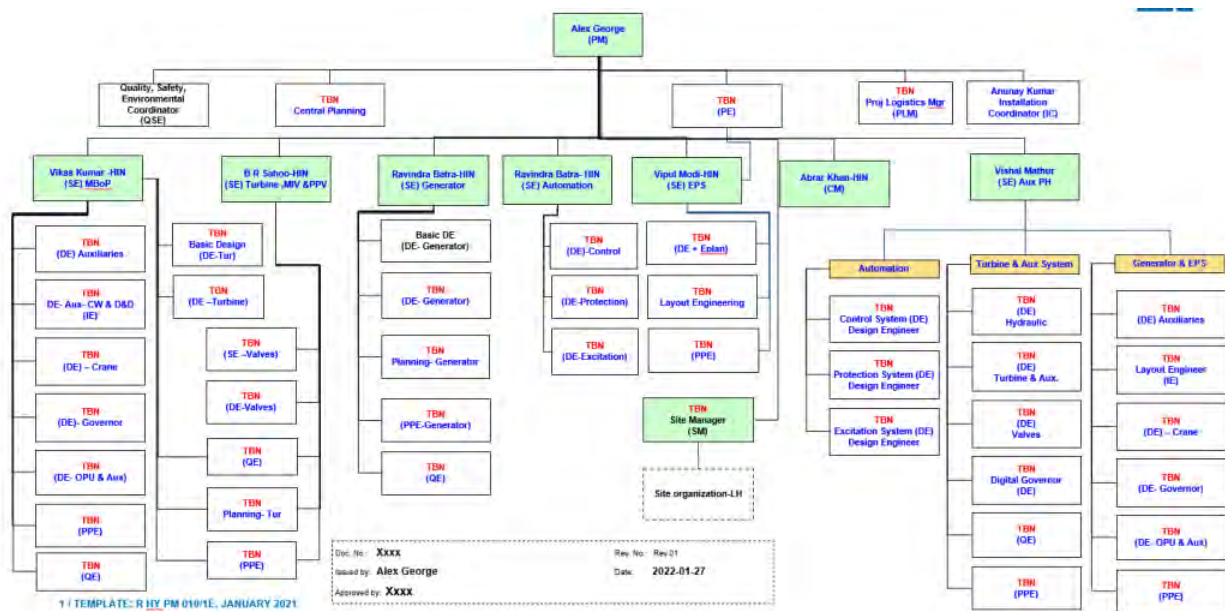 Alex George
(PM)
Quality, Safety,
Environmental
Coordinator
(QSE)
TBN
Central Planning
TBN
(PE)
TBN
Proj Logistics Mgr
(PLM)
Anunay Kumar
Installation
Coordinator (IC)
Vikas Kumar -HIN
(SE) MBoP
B R Sahoo-HIN
(SE) Turbine ,MIV &PPV
Ravindra Batra-HIN
(SE) Generator
Ravindra Batra- HIN
(SE) Automation
Vipul Modi-HIN
(SE) EPS
Abrar Khan-HIN
(CM)
Vishal Mathur
(SE) Aux PH
TBN
(DE) Auxiliaries
TBN
DE- Aux- CW & D&D
(IE)
TBN
(DE) – Crane
TBN
(DE)- Governor
TBN
(DE- OPU & Aux)
TBN
(PPE)
TBN
(QE)
TBN
Basic Design
(DE-Tur)
TBN
(DE –Turbine)
TBN
(SE –Valves)
TBN
(DE-Valves)
TBN
(QE)
TBN
Planning- Tur
TBN
(PPE)
Basic DE
(DE- Generator)
TBN
(DE- Generator)
TBN
Planning- Generator
TBN
(PPE-Generator)
TBN
(QE)
TBN
(DE)-Control
TBN
(DE-Protection)
TBN
(DE-Excitation)
TBN
(DE + Eplan)
TBN
Layout Engineering
TBN
(PPE)
TBN
Site Manager
(SM)
Site organization-LH
Automation
TBN
Control System (DE)
Design Engineer
TBN
Protection System (DE)
Design Engineer
TBN
Excitation System (DE)
Design Engineer
Turbine & Aux System
TBN
(DE)
Hydraulic
TBN
(DE)
Turbine & Aux.
TBN
(DE)
Valves
TBN
Digital Governor
(DE)
TBN
(QE)
TBN
(PPE)
Generator & EPS
TBN
(DE) Auxiliaries
TBN
Layout Engineer
(IE)
TBN
(DE) – Crane
TBN
(DE- Governor)
TBN
(DE- OPU & Aux)
TBN
(PPE)
Doc. No.: Xxxx
Rev. No.: Rev.01
Issued by: Alex George
Date: 2022-01-27
Approved by: Xxxx
1 / TEMPLATE: R HY PM 010/1E, JANUARY 2021